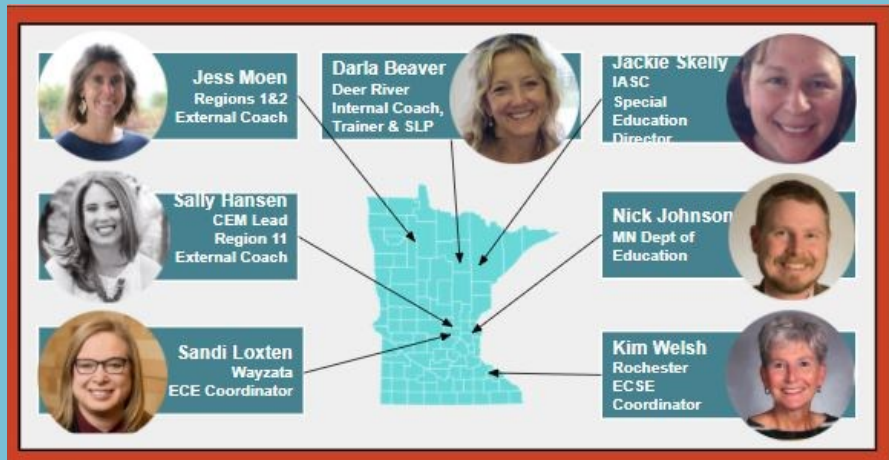 Jess Moen
Regions 1&2
External Coach
Darla Beaver
Deer River
Internal Coach,
Trainer & SLP
Jackie Skelly
IASC
Special
Education
Director
Sally Hansen
CEM Lead
Region 11
External Coach
Nick Johnson
MN Dept of
Education
Sandi Loxten
Wayzata
ECE Coordinator
Kim Welsh
Rochester
ECSE
Coordinator